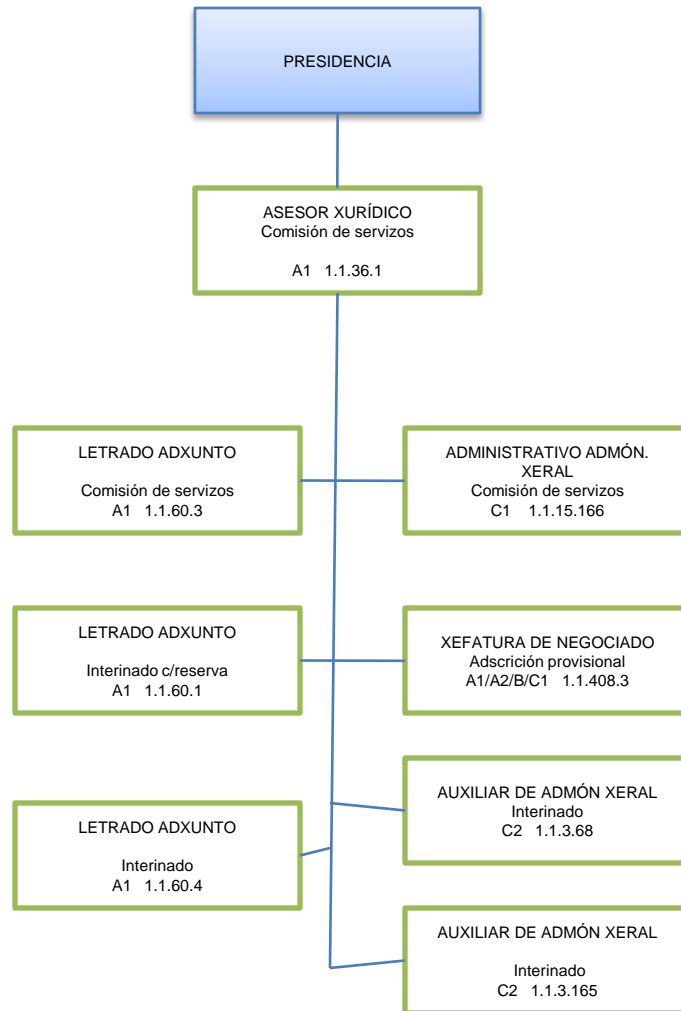 PRESIDENCIA
ASESOR XURÍDICO
Comisión de servizos
A1 1.1.36.1
LETRADO ADXUNTO
Comisión de servizos
A1 1.1.60.3
ADMINISTRATIVO ADMÓN.
XERAL
Comisión de servizos
C1 1.1.15.166
LETRADO ADXUNTO
Interinado c/reserva
A1 1.1.60.1
XEFATURA DE NEGOCIADO
Adscrición provisional
A1/A2/B/C1 1.1.408.3
LETRADO ADXUNTO
Interinado
A1 1.1.60.4
AUXILIAR DE ADMÓN XERAL
Interinado
C2 1.1.3.68
AUXILIAR DE ADMÓN XERAL
Interinado
C2 1.1.3.165